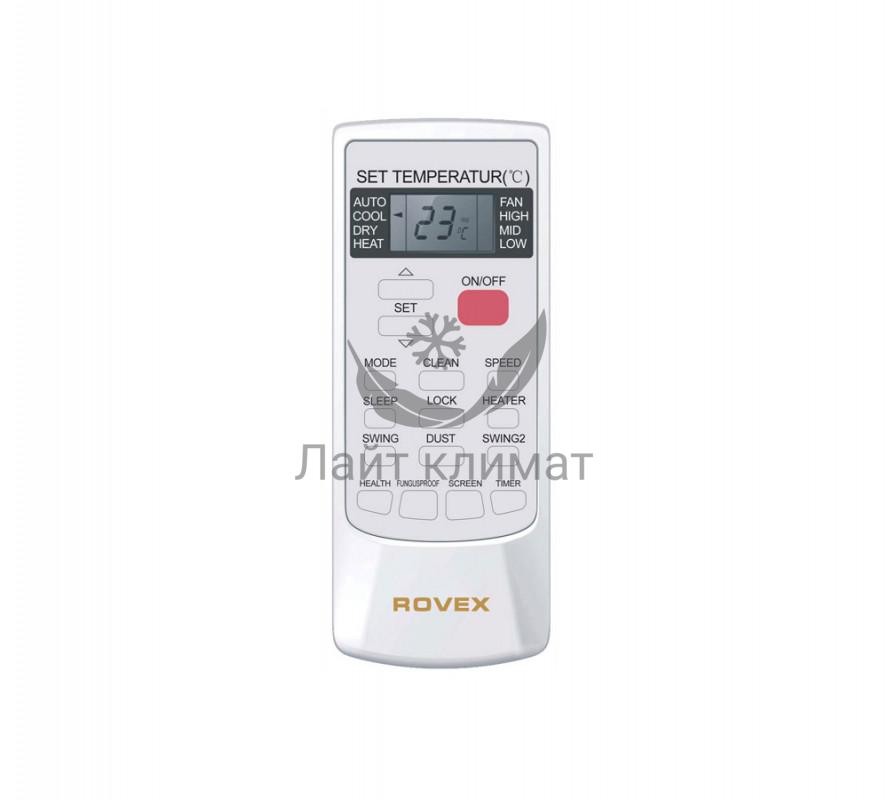 SET TEMPERATUR(℃)
AUTO
COOL
DRY
HEAT
23 ℃
FAN
HIGH
MID
LOW
ON/OFF
SET
MODE CLEAN SPEED
SLEEP LOCK HEATER
SWING DUST SWING2
Лайт климат
HEALTH FUNGUSPROOF SCREEN TIMER
ROVEX